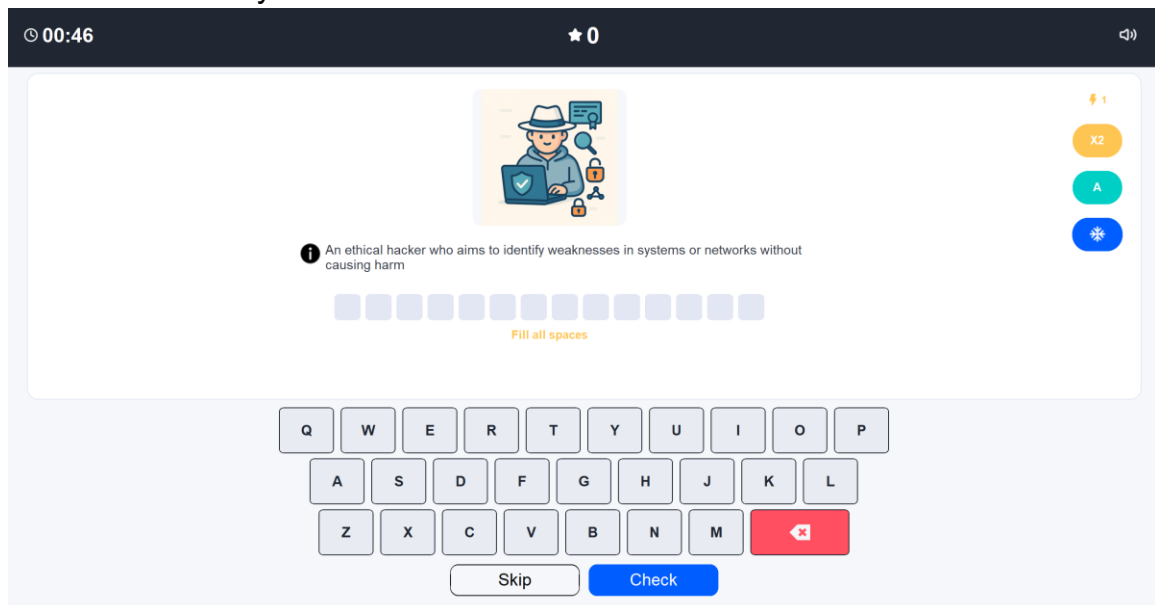 00:46
0
1
X2
A
An ethical hacker who aims to identify weaknesses in systems or networks without
causing harm
Fill all spaces
Q W E R T Y U I O P
A S D F G H J K L
Z X C V B N M
Skip Check